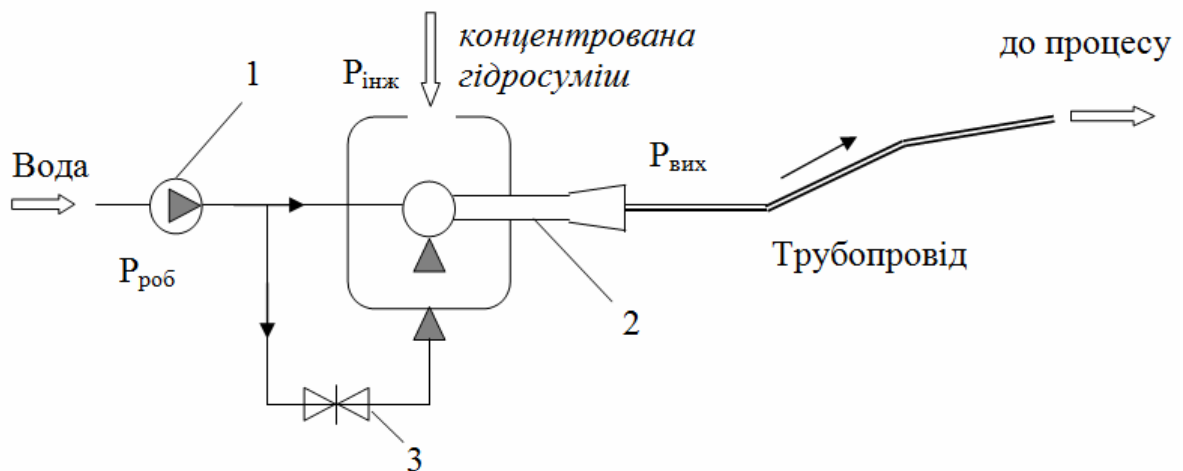 до процесу
концентрована
гідросуміш
Pінж
1
Вода
Pвих
Pроб
Трубопровід
2
3